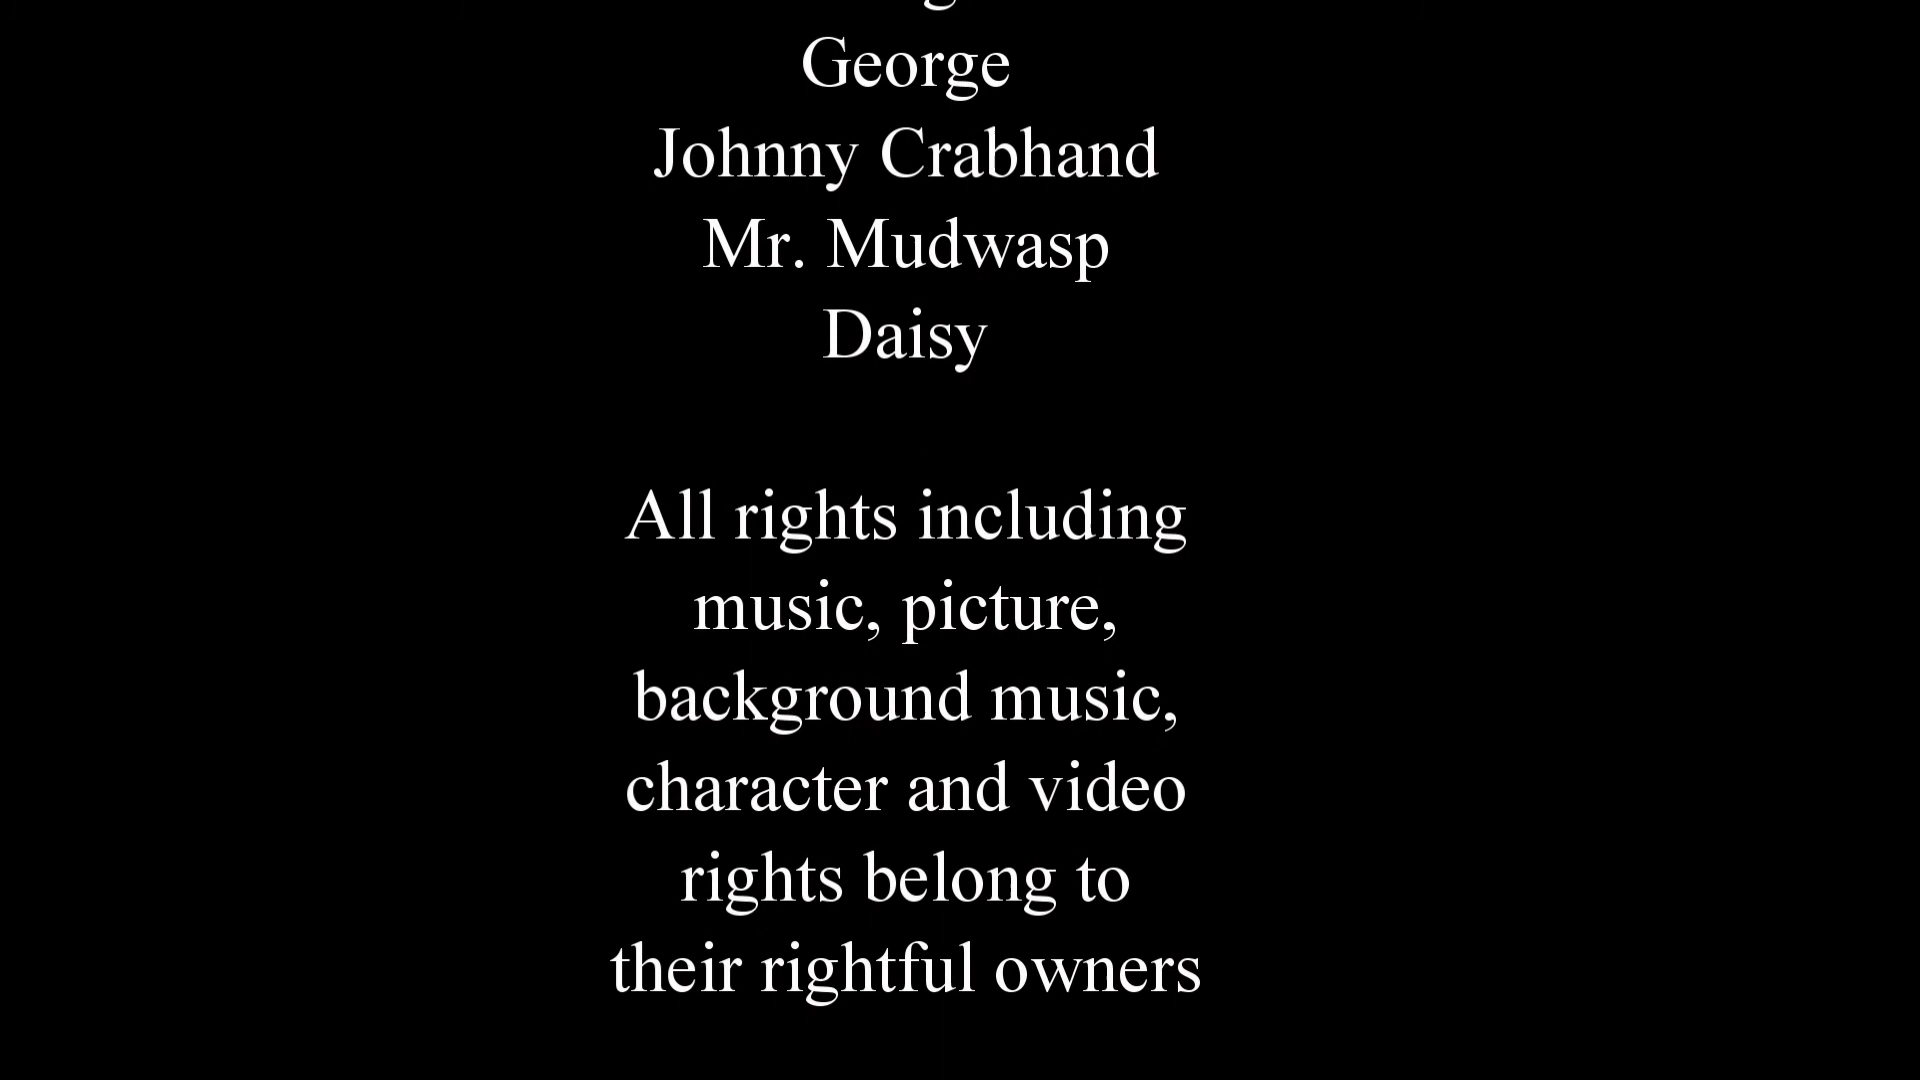 George
Johnny Crabhand
Mr. Mudwasp
Daisy
All rights including
music, picture,
background music,
character and video
rights belong to
their rightful owners